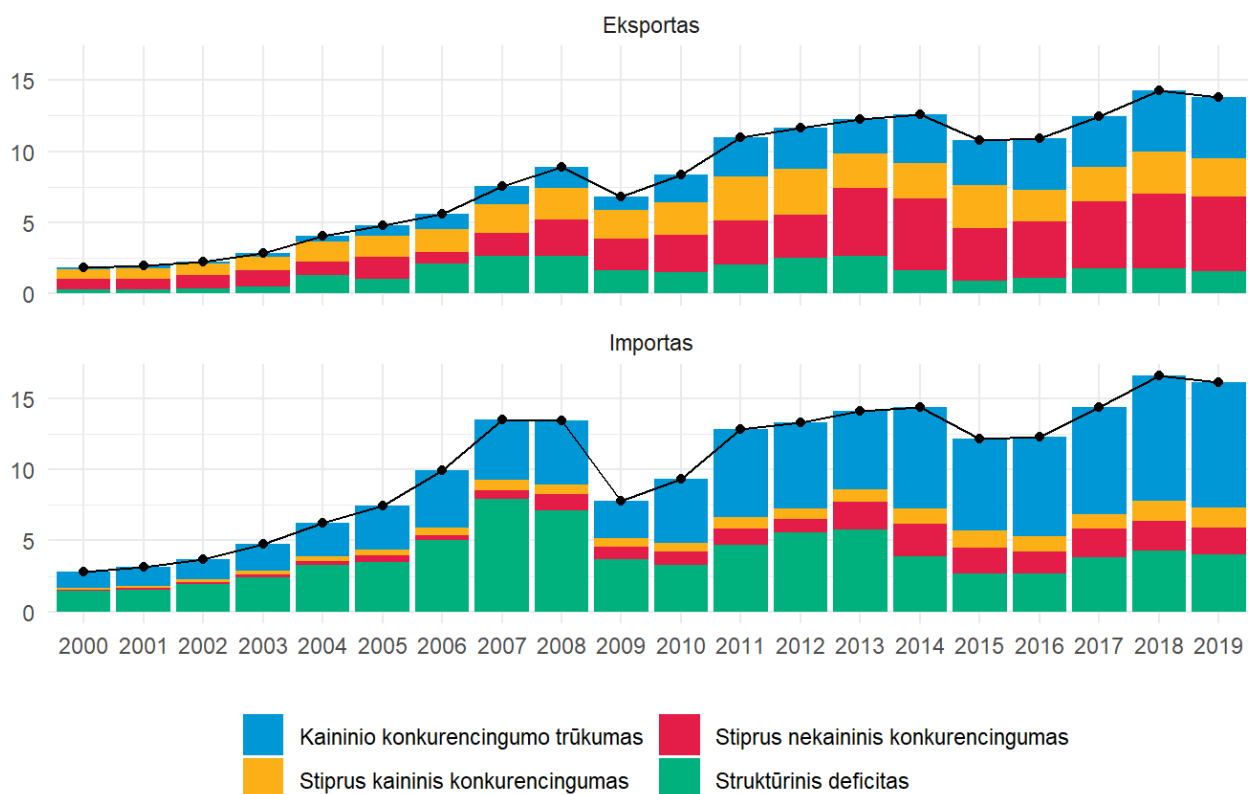 Eksportas
15
10
5
0
Importas
15
10
5
0
2000 2001 2002 2003 2004 2005 2006 2007 2008 2009 2010 2011 2012 2013 2014 2015 2016 2017 2018 2019
Kaininio konkurencingumo trūkumas Stiprus nekaininis konkurencingumas
Stiprus kaininis konkurencingumas Struktūrinis deficitas